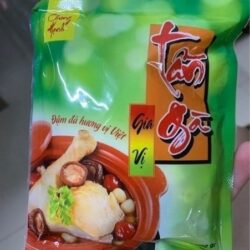 Đậm đà hương vị Việt
Gia
Vị
Tần
gà